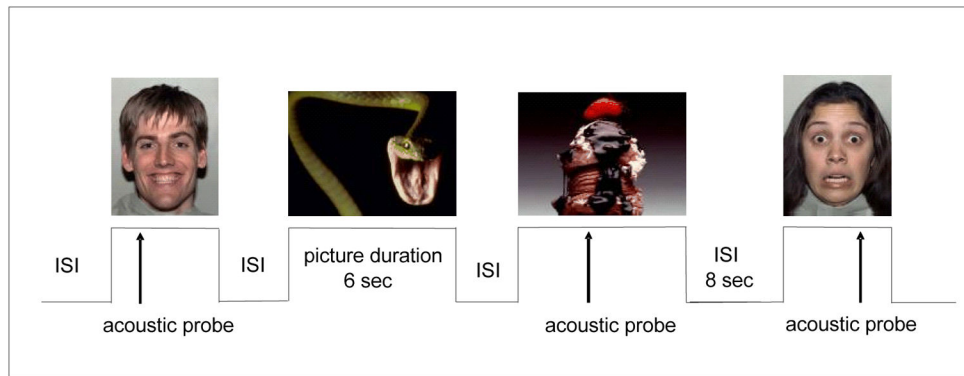 ISI
acoustic probe
ISI
picture duration
6 sec
ISI
acoustic probe
ISI
8 sec
acoustic probe